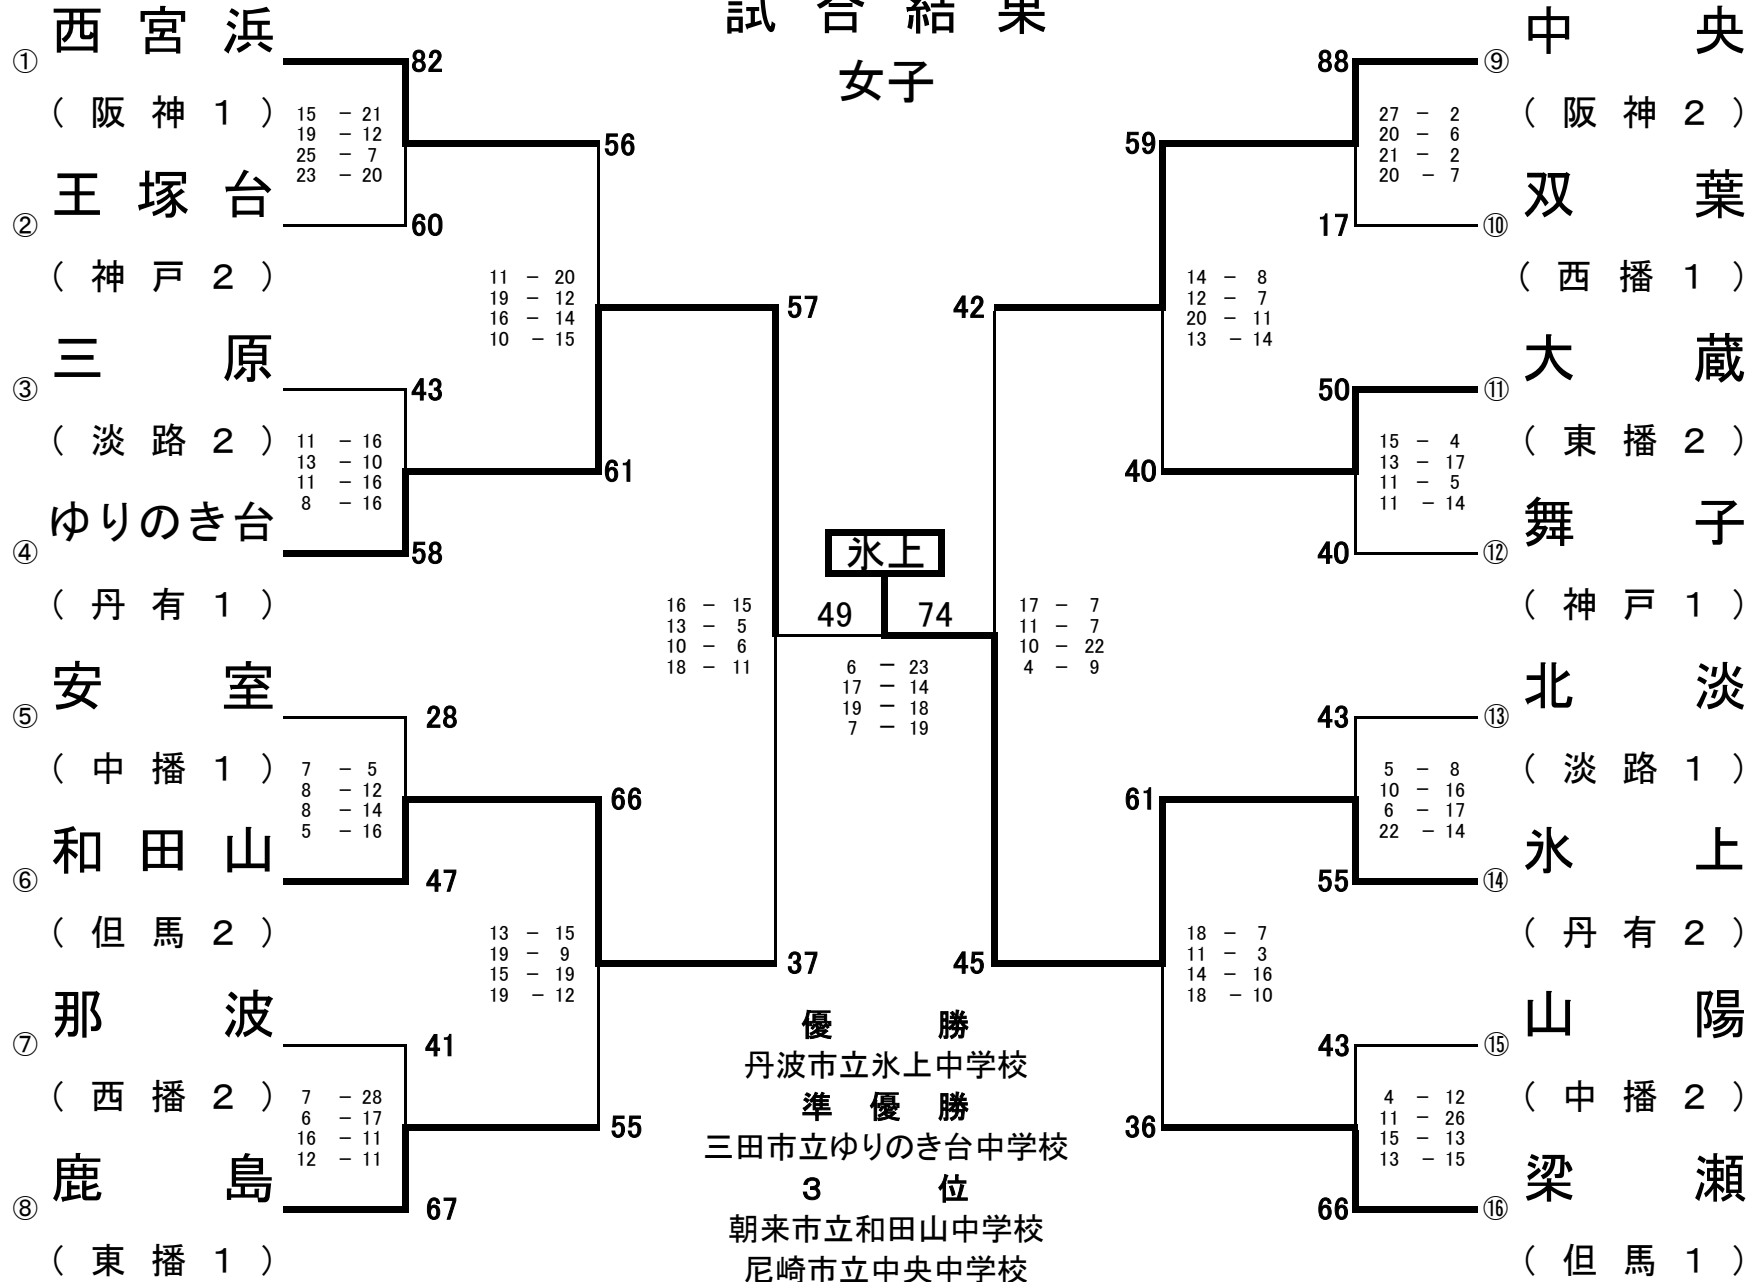 試合結果
女子
① 西宮浜
(阪神1)
82
15 － 21
19 － 12
25 － 7
23 － 20
② 王塚台
(神戸2)
60
56
11 － 20
19 － 12
16 － 14
10 － 15
③ 三原
(淡路2)
43
11 － 16
13 － 10
11 － 16
8 － 16
④ ゆりのき台
(丹有1)
58
61
57
16 － 15
13 － 5
10 － 6
18 － 11
⑤ 安室
(中播1)
28
7 － 5
8 － 12
8 － 14
5 － 16
⑥ 和田山
(但馬2)
47
66
13 － 15
19 － 9
15 － 19
19 － 12
37
⑦ 那波
(西播2)
41
7 － 28
6 － 17
16 － 11
12 － 11
⑧ 鹿島
(東播1)
67
55
氷上
49 74
6 － 23
17 － 14
19 － 18
7 － 19
⑨ 中央
(阪神2)
88
27 － 2
20 － 6
21 － 2
20 － 7
⑩ 双葉
(西播1)
17
59
14 － 8
12 － 7
20 － 11
13 － 14
42
⑪ 大蔵
(東播2)
50
15 － 4
13 － 17
11 － 5
11 － 14
⑫ 舞子
(神戸1)
40
40
17 － 7
11 － 7
10 － 22
4 － 9
⑬ 北淡
(淡路1)
43
5 － 8
10 － 16
6 － 17
22 － 14
⑭ 氷上
(丹有2)
55
61
18 － 7
11 － 3
14 － 16
18 － 10
45
⑮ 山陽
(中播2)
43
4 － 12
11 － 26
15 － 13
13 － 15
⑯ 梁瀬
(但馬1)
66
36
優勝
丹波市立氷上中学校
準優勝
三田市立ゆりのき台中学校
3位
朝来市立和田山中学校
尼崎市立中央中学校